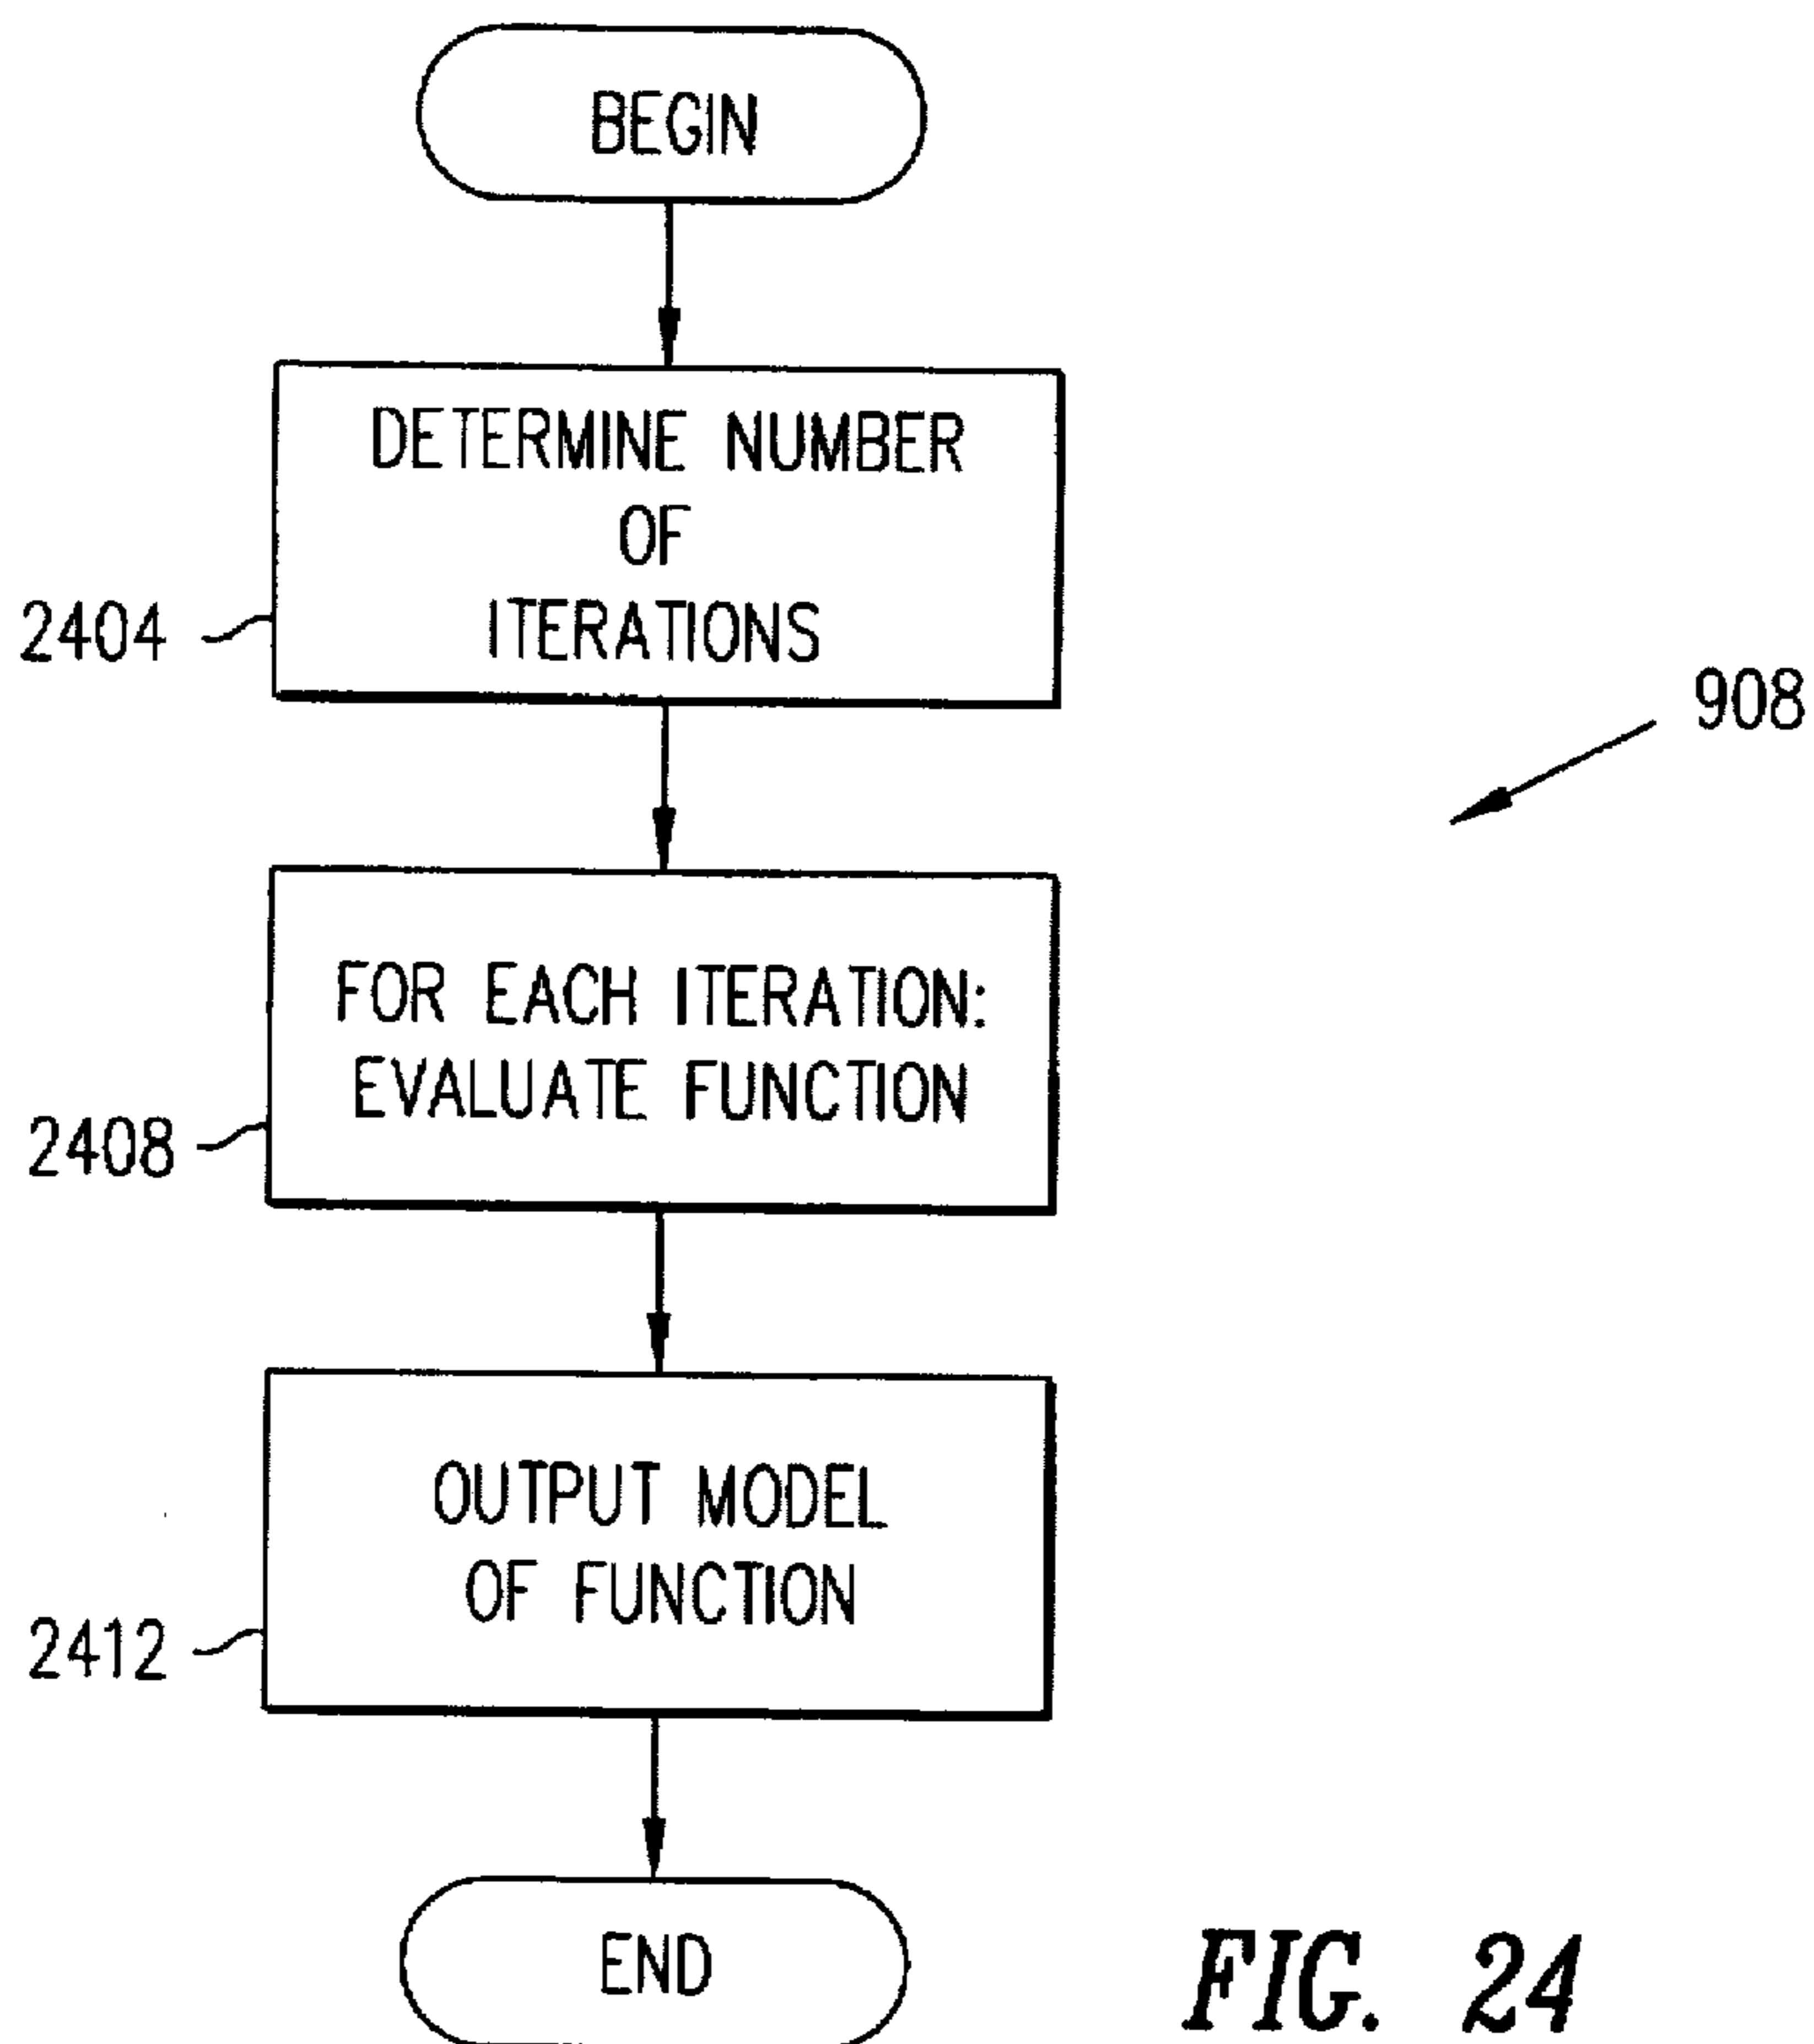 BEGIN
DETERMINE NUMBER
OF
ITERATIONS
2404
908
FOR EACH ITERATION:
EVALUATE FUNCTION
2408
OUTPUT MODEL
OF FUNCTION
2412
END
FIG. 24